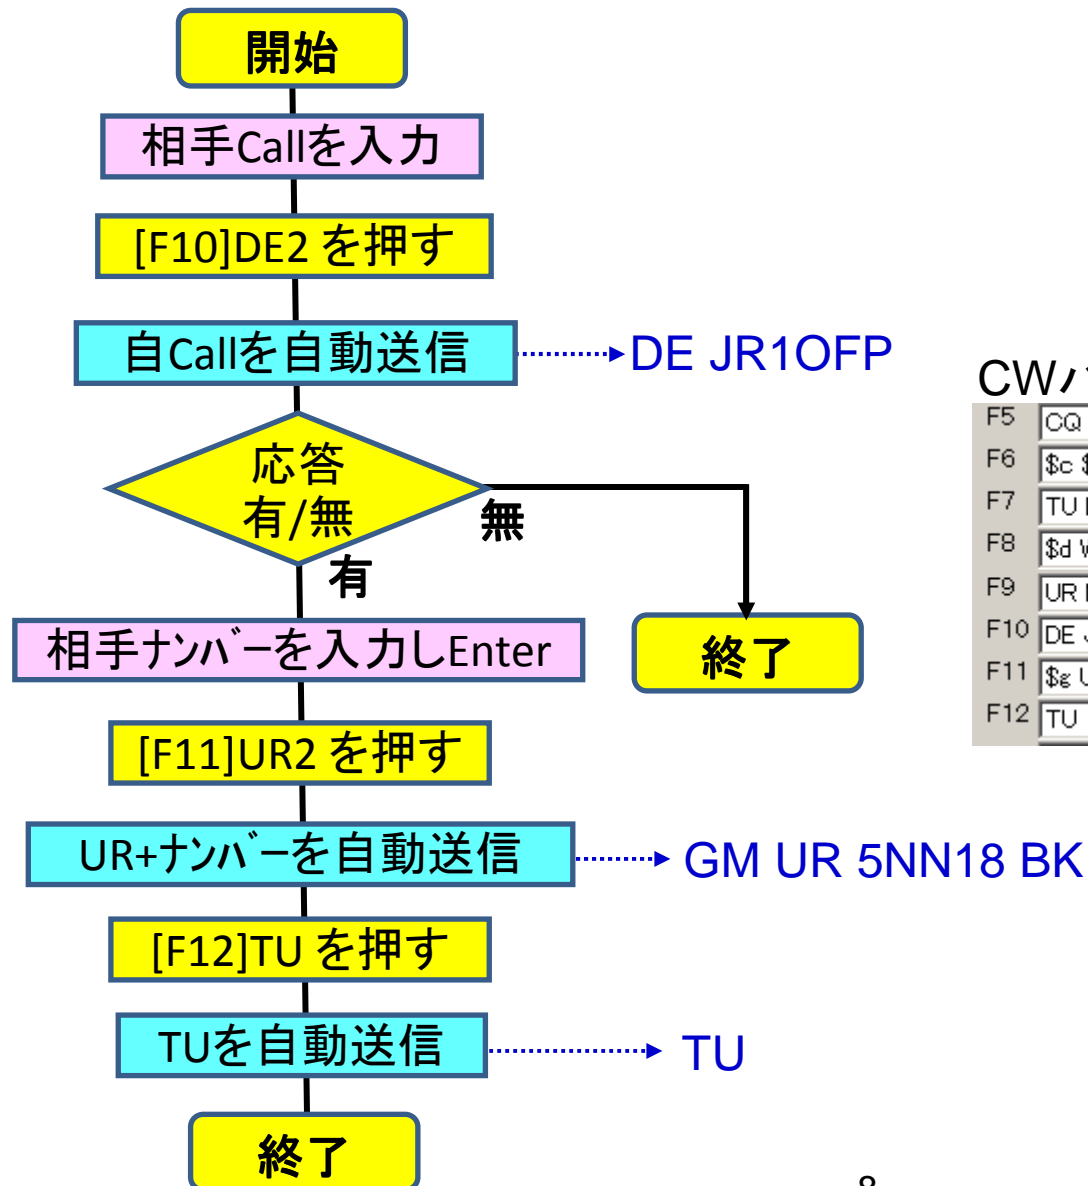 開始
相手Callを入力
[F10]DE2 を押す
自Callを自動送信
DE JR1OFP
応答
有/無
無
有
相手ナンバーを入力しEnter
終了
[F11]UR2 を押す
UR+ナンバーを自動送信
GM UR 5NN18 BK
[F12]TU を押す
TUを自動送信
TU
終了
CW
F5 CQ
F6 $c
F7 TU
F8 $d
F9 UR
F10 DE
F11 $g
F12 TU